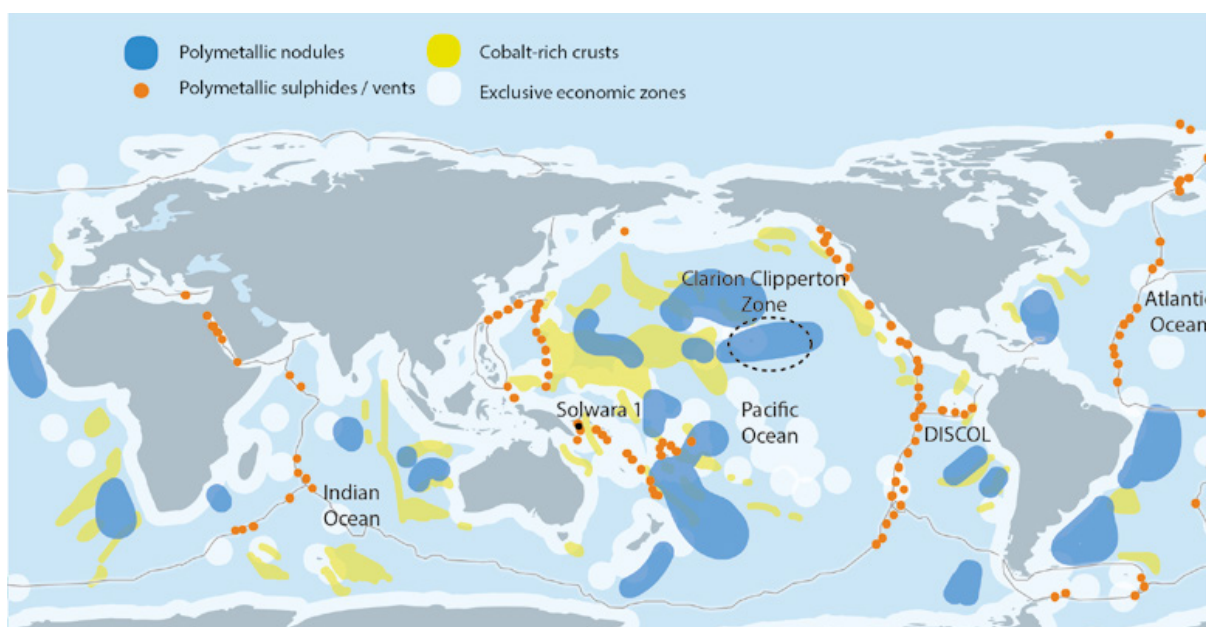 Polymetallic nodules
Cobalt-rich crusts
Polymetallic sulphides / vents
Exclusive economic zones
Clarion Clipperton
Zone
Atlantic
Ocean
Solwara 1
Pacific
Ocean
DISCOL
Indian
Ocean